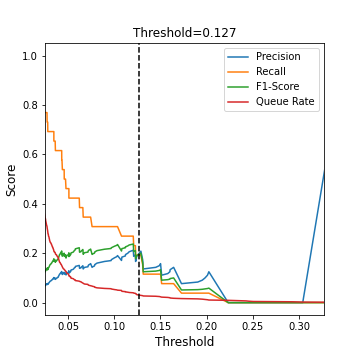 Threshold=0.127
Precision
Recall
F1-Score
Queue Rate
Score
1.0
0.8
0.6
0.4
0.2
0.0
0.05 0.10 0.15 0.20 0.25 0.30
Threshold